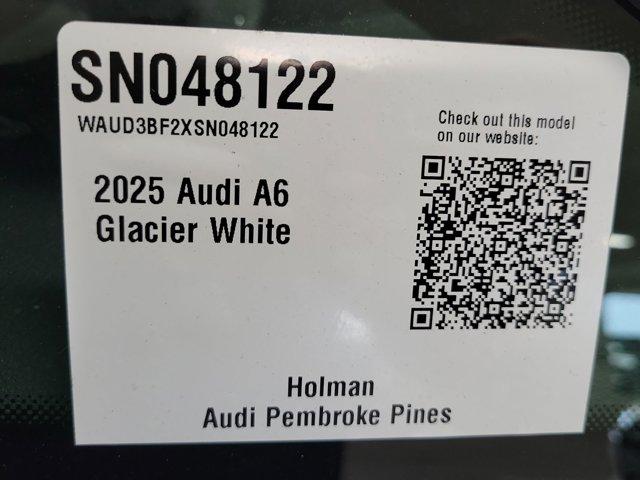 SN048122
WAUD3BF2XSN048122
2025 Audi A6
Glacier White
Check out this model
on our website:
Holman
Audi Pembroke Pines